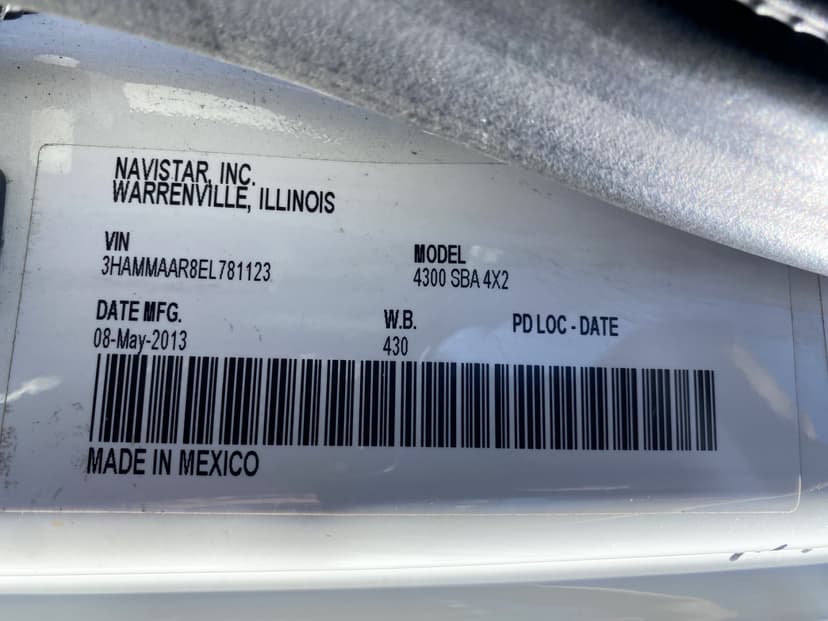 NAVISTAR, INC.
WARRENVILLE, ILLINOIS
VIN MODEL
3HAMMAAR8EL781123 4300 SBA 4X2
DATE MFG. W.B. PD LOC - DATE
08-May-2013 430
MADE IN MEXICO